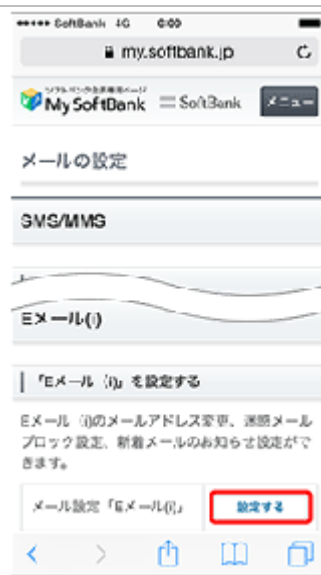 SoftBank 4G 0:00
my.softbank.jp
My SoftBank SoftBank メニュー
メールの設定
SMS/MMS
Eメール(i)
「Eメール（i)」を設定する
Eメール（i)のメールアドレス変更、迷惑メール
ブロック設定、新着メールのお知らせ設定がで
きます。
メール設定「Eメール(i)」 設定する